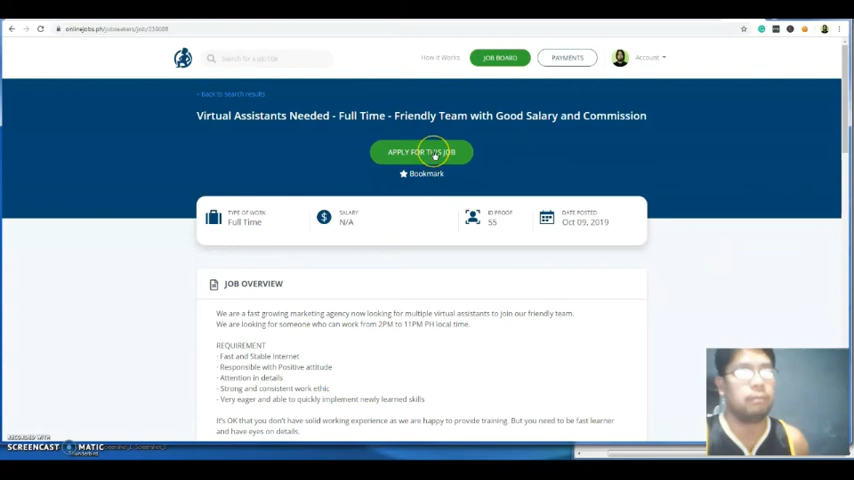 onlinejobs.ph/jobseekers/job/
Search for a job title
How it Works
JOB BOARD
PAYMENTS
Account
< back to search results
Virtual Assistants Needed - Full Time - Friendly Team with Good Salary and Commission
APPLY FOR THIS JOB
Bookmark
TYPE OF WORK
Full Time
SALARY
N/A
ID PROOF
55
DATE POSTED
Oct 09, 2019
JOB OVERVIEW
We are a fast growing marketing agency now looking for multiple virtual assistants to join our friendly team.
We are looking for someone who can work from 2PM to 11PM PH local time.
REQUIREMENT
· Fast and Stable Internet
· Responsible with Positive attitude
· Attention in details
· Strong and consistent work ethic
· Very eager and able to quickly implement newly learned skills
It's OK that you don't have solid working experience as we are happy to provide training. But you need to be fast learner
and have eyes on details.
RECORDED WITH
SCREENCAST MATIC